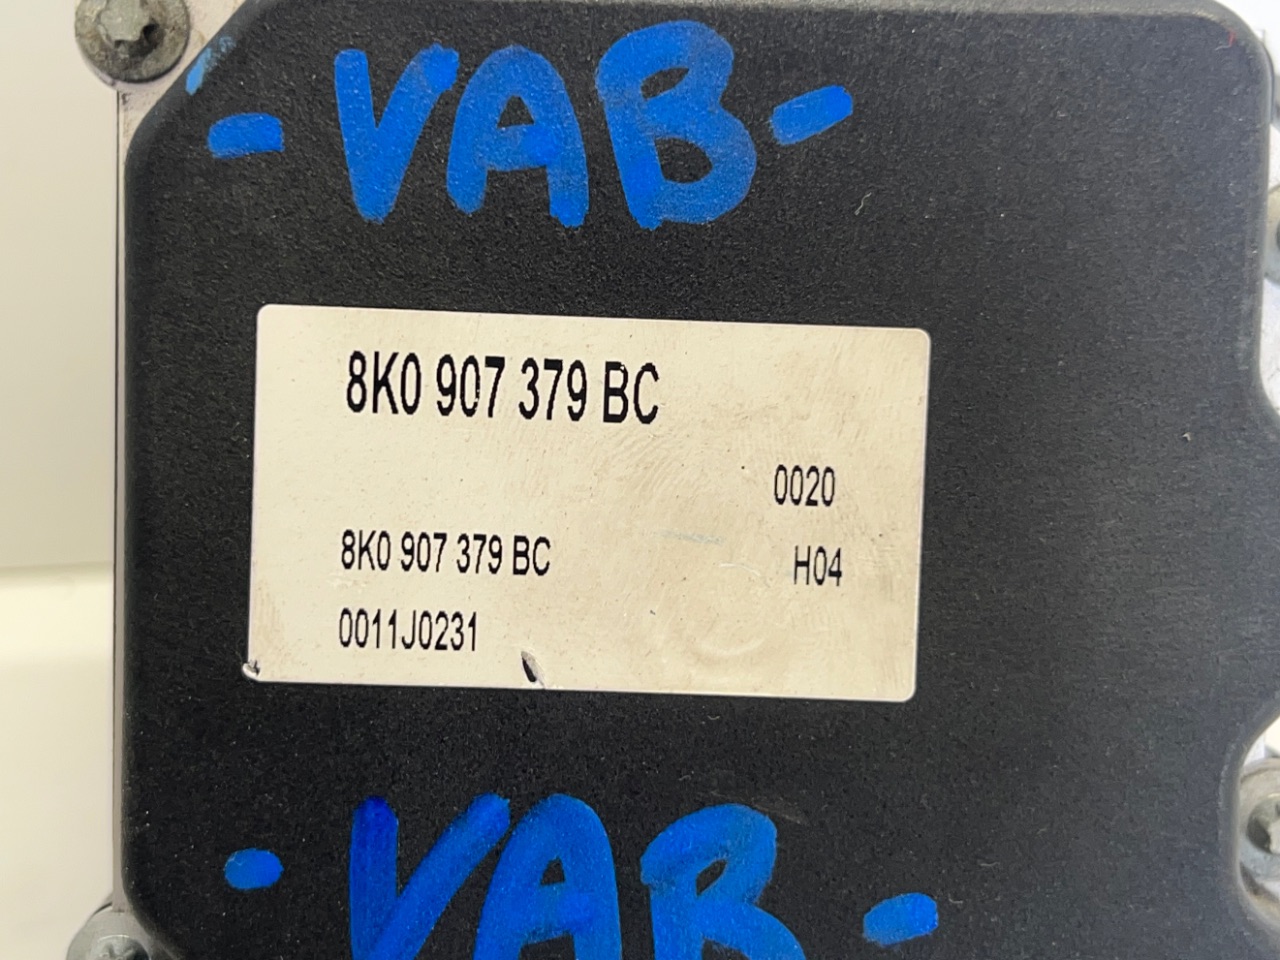 -VAB-
8K0 907 379 BC
0020
8K0 907 379 BC H04
0011J0231
-VAB-